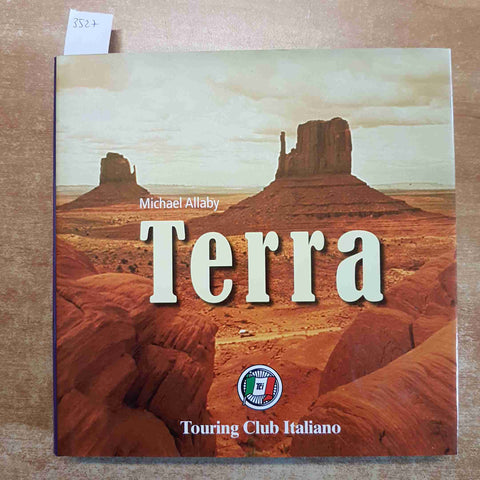 3527
Michael Allaby
Terra
Touring Club Italiano